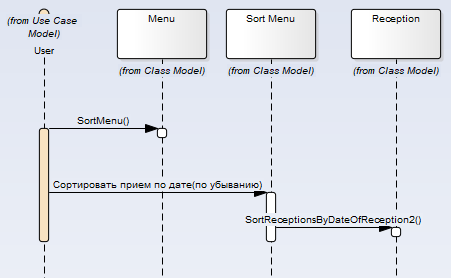 (from Use Case
Model)
User
Menu
(from Class Model)
Sort Menu
(from Class Model)
Reception
(from Class Model)
SortMenu()
Сортировать прием по дате(по убыванию)
SortReceptionsByDateOfReception2()